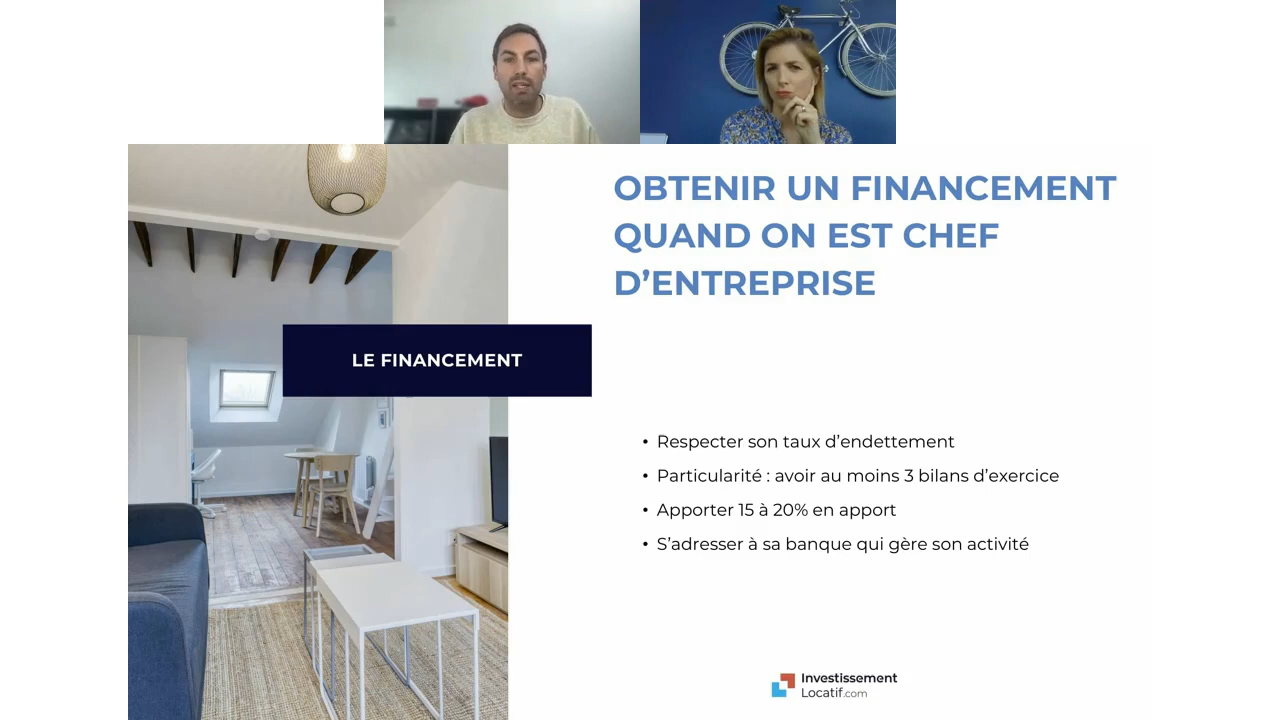 OBTENIR UN FINANCEMENT
QUAND ON EST CHEF
D’ENTREPRISE
LE FINANCEMENT
• Respecter son taux d’endettement
• Particularité : avoir au moins 3 bilans d’exercice
• Apporter 15 à 20% en apport
• S’adresser à sa banque qui gère son activité
Investissement
Locatif.com